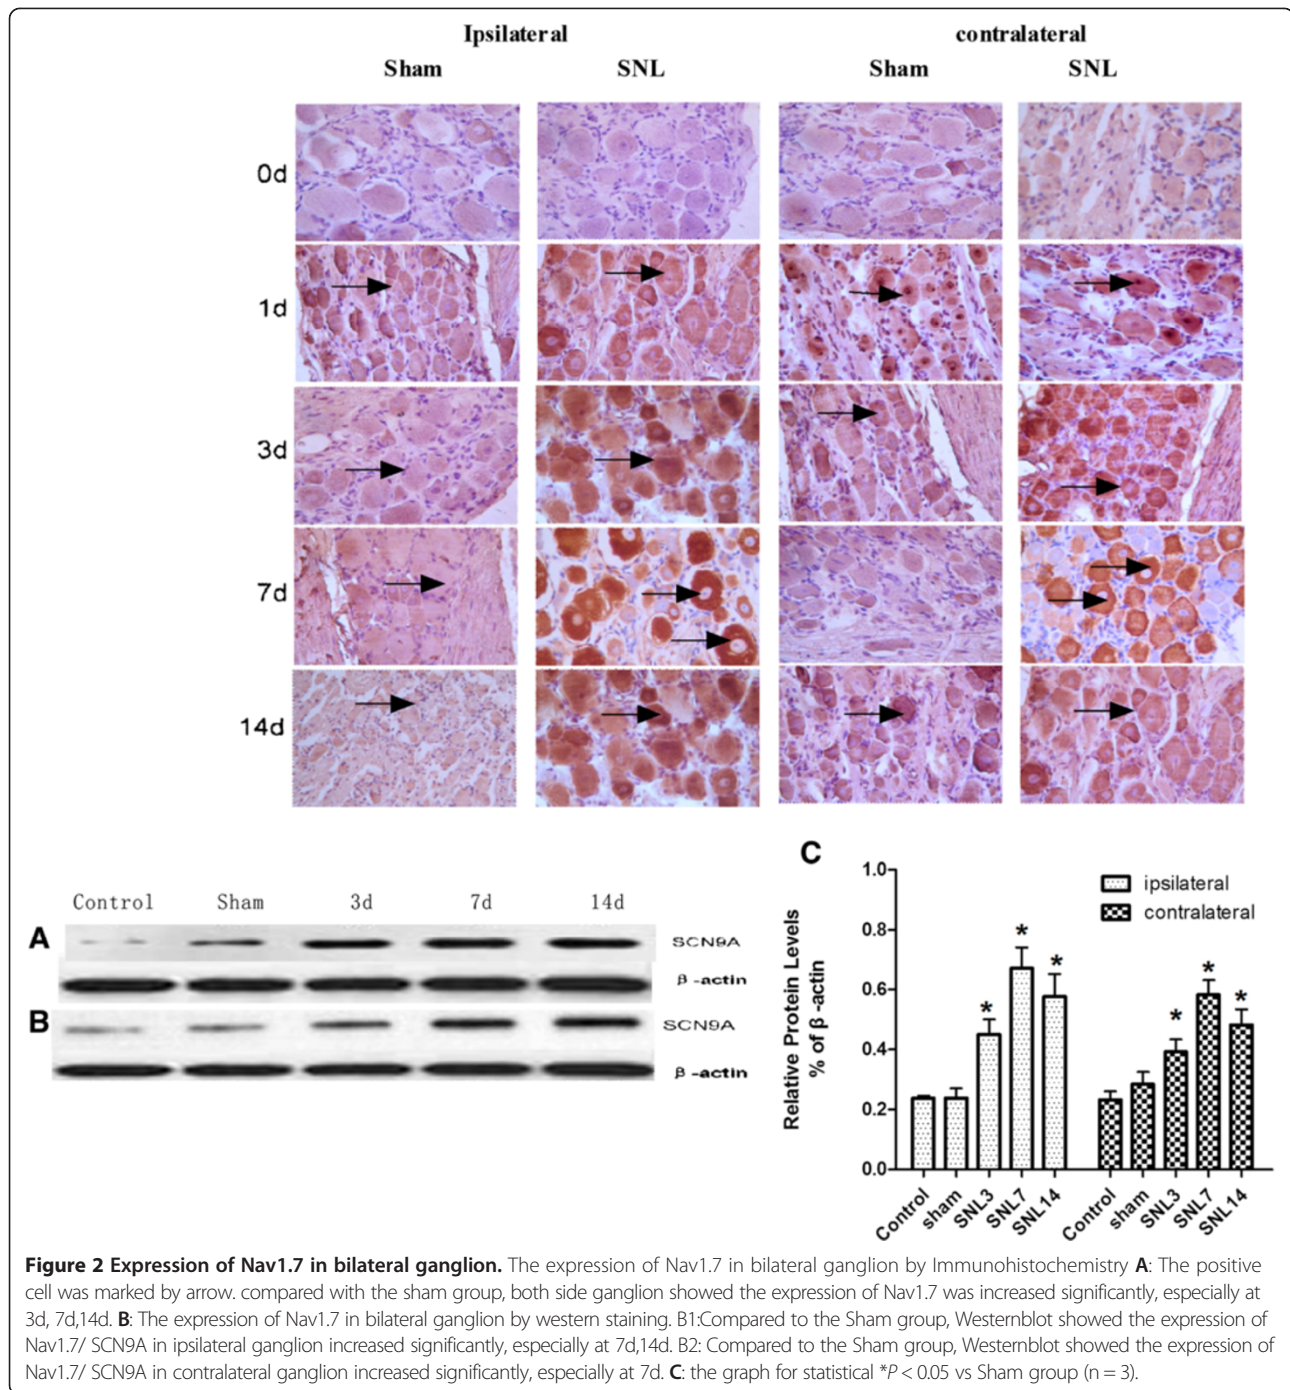 Ipsilateral contralateral
Sham SNL Sham SNL
0d
1d
3d
7d
14d
Control Sham 3d 7d 14d
A SCN9A
β-actin
B SCN9A
β-actin
C
Relative Protein Levels
% of β-actin
1.0
0.8
0.6
0.4
0.2
0.0
ipsilateral
contralateral
* * * * * *
Control sham SNL3 SNL7 SNL14 Control sham SNL3 SNL7 SNL14
Figure 2 Expression of Nav1.7 in bilateral ganglion. The expression of Nav1.7 in bilateral ganglion by Immunohistochemistry A: The positive
cell was marked by arrow. compared with the sham group, both side ganglion showed the expression of Nav1.7 was increased significantly, especially at
3d, 7d,14d. B: The expression of Nav1.7 in bilateral ganglion by western staining. B1:Compared to the Sham group, Westernblot showed the expression of
Nav1.7/ SCN9A in ipsilateral ganglion increased significantly, especially at 7d,14d. B2: Compared to the Sham group, Westernblot showed the expression of
Nav1.7/ SCN9A in contralateral ganglion increased significantly, especially at 7d. C: the graph for statistical *P < 0.05 vs Sham group (n = 3).